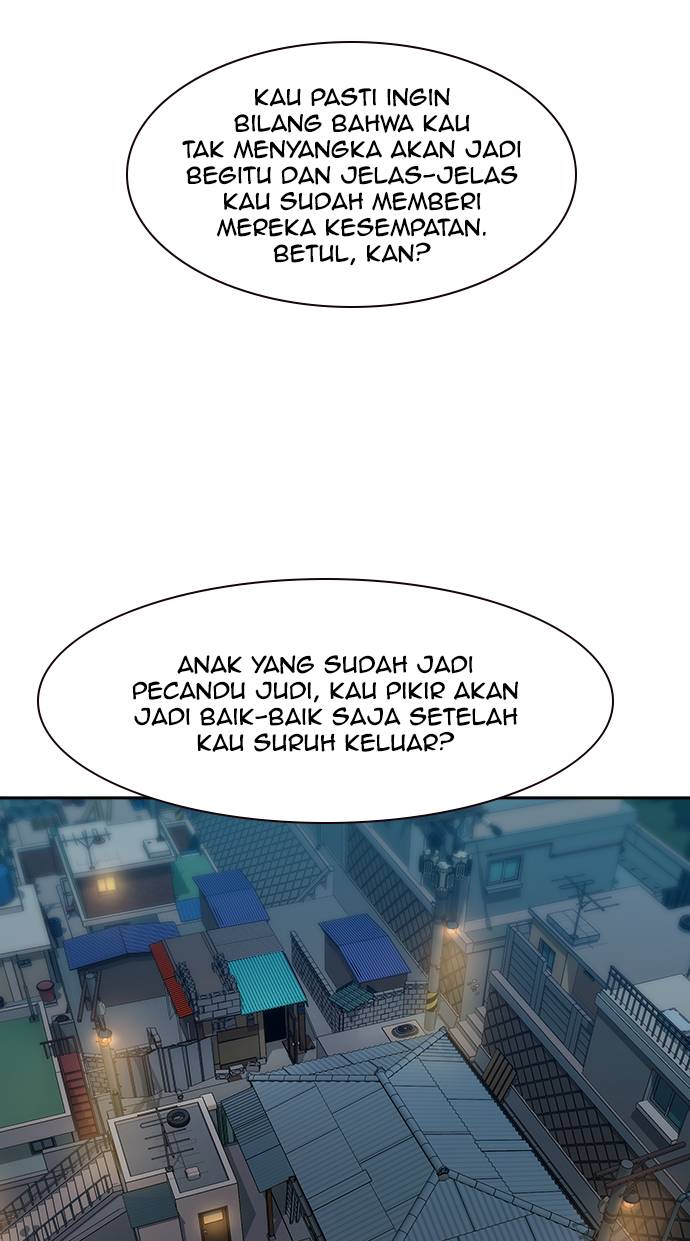 KAU PASTI INGIN
BILANG BAHWA KAU
TAK MENYANGKA AKAN JADI
BEGITU DAN JELAS-JELAS
KAU SUDAH MEMBERI
MEREKA KESEMPATAN.
BETUL, KAN?
ANAK YANG SUDAH JADI
PECANDU JUDI, KAU PIKIR AKAN
JADI BAIK-BAIK SAJA SETELAH
KAU SURUH KELUAR?